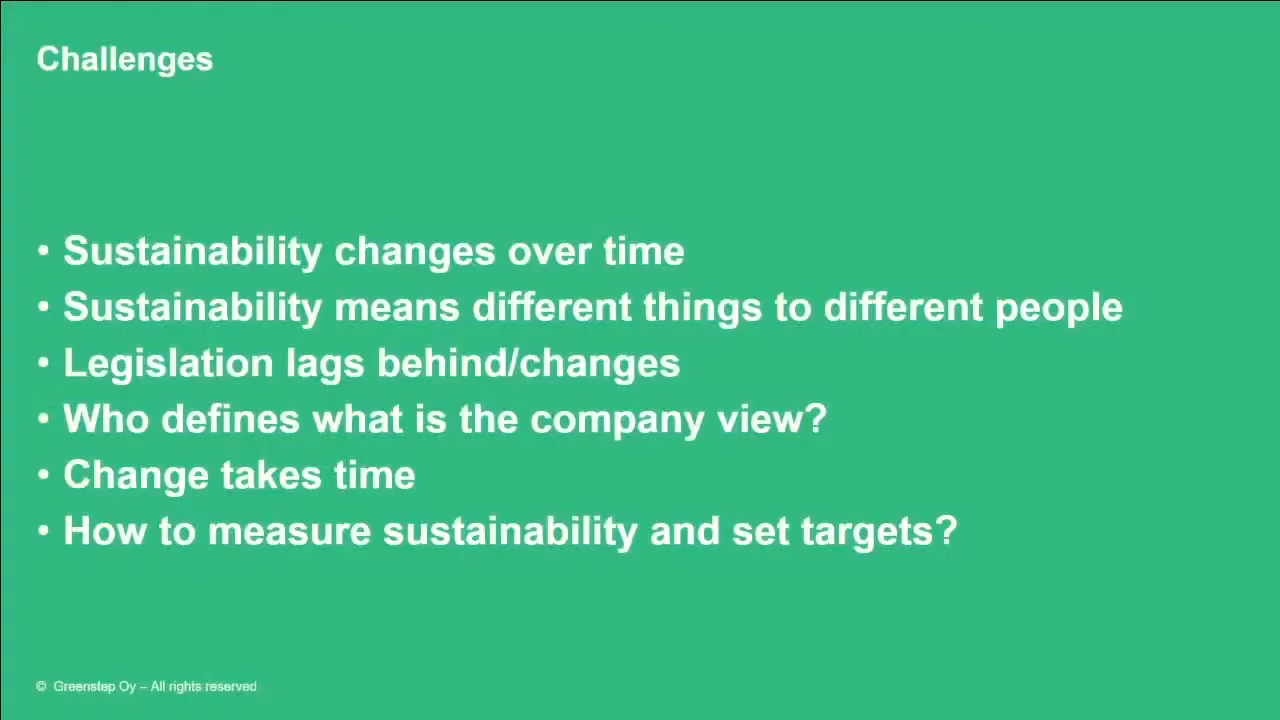 Challenges
• Sustainability changes over time
• Sustainability means different things to different people
• Legislation lags behind/changes
• Who defines what is the company view?
• Change takes time
• How to measure sustainability and set targets?
© Greenstep Oy – All rights reserved